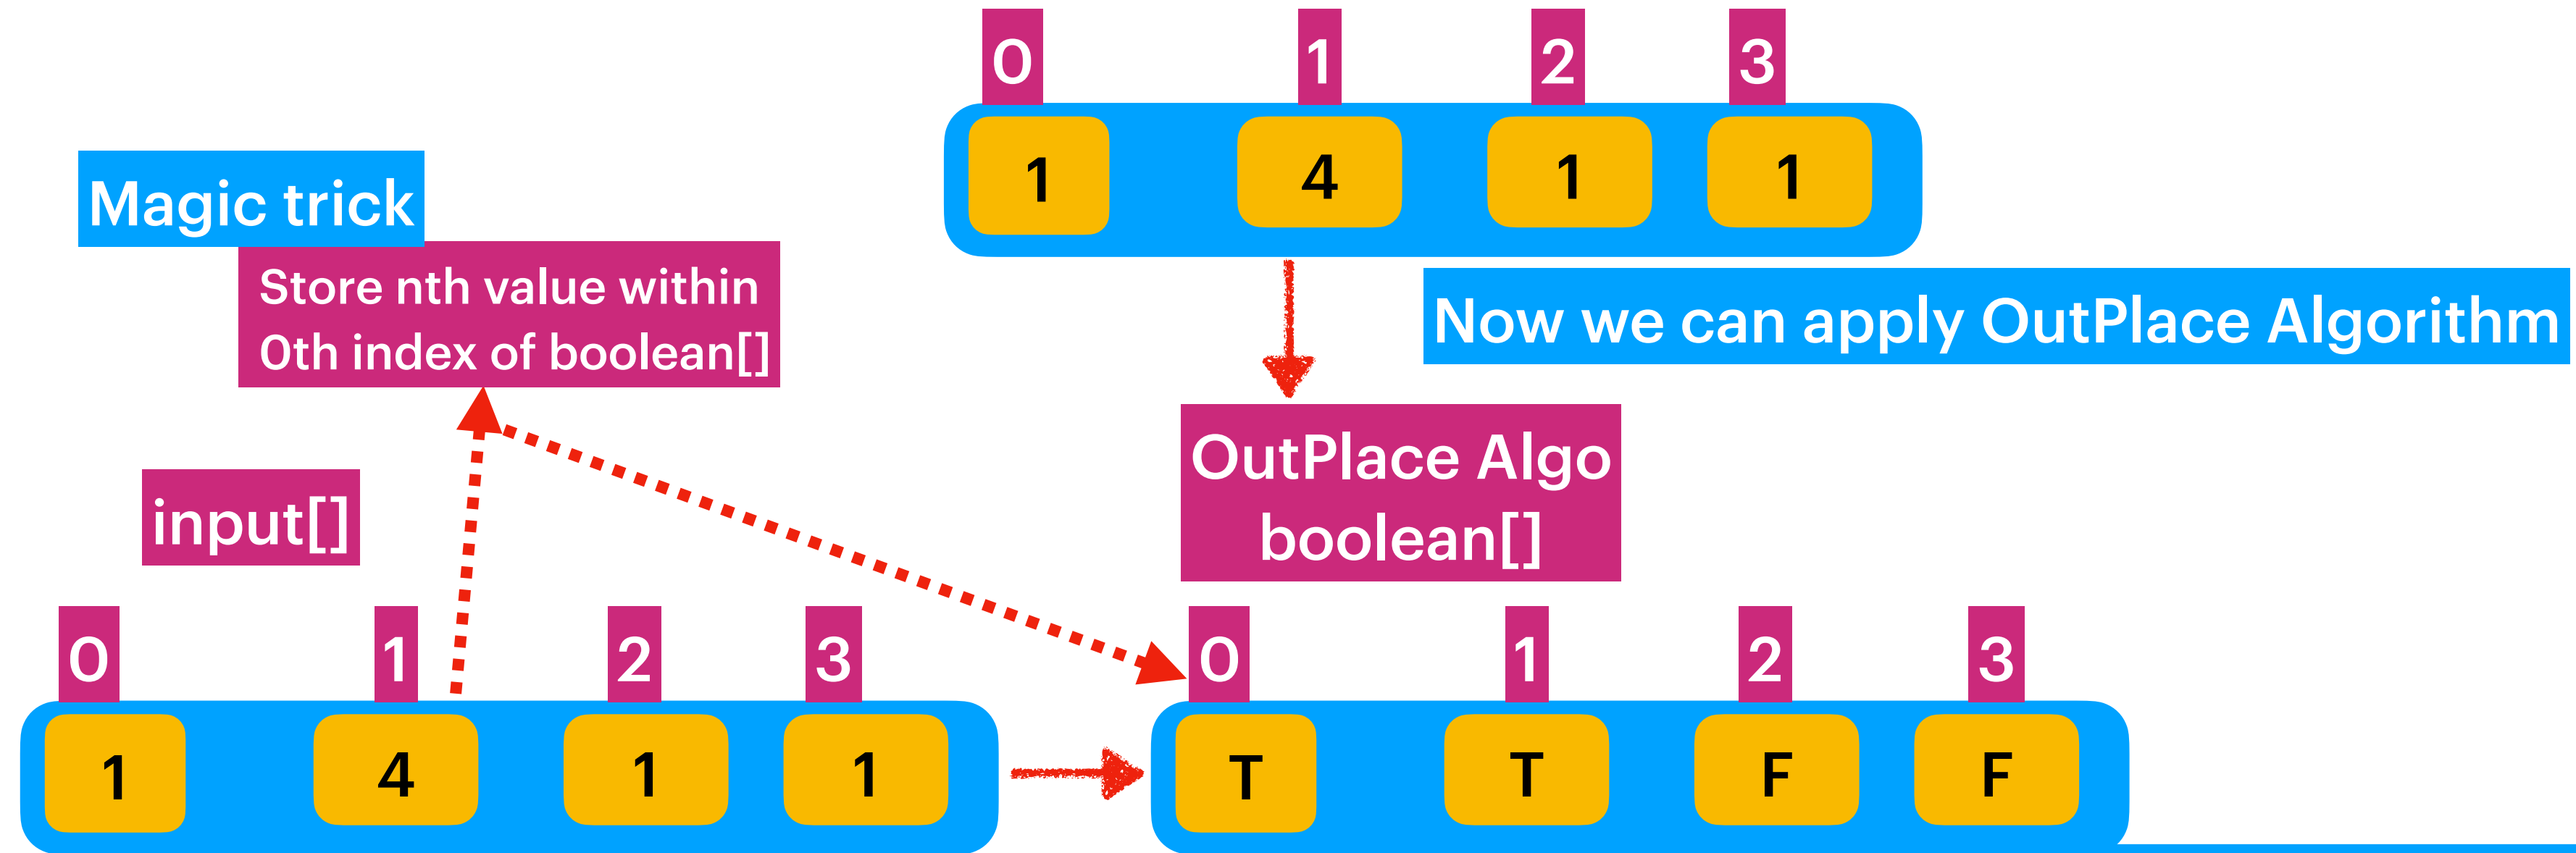 0 1 2 3
1 4 1 1
Magic trick
Store nth value within
0th index of boolean[]
Now we can apply OutPlace Algorithm
OutPlace Algo
boolean[]
input[]
0 1 2 3
1 4 1 1
0 1 2 3
T T F F